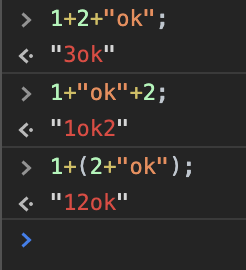 > 1+2+"ok";
<· "3ok"
> 1+"ok"+2;
<· "1ok2"
> 1+(2+"ok");
<· "12ok"
>